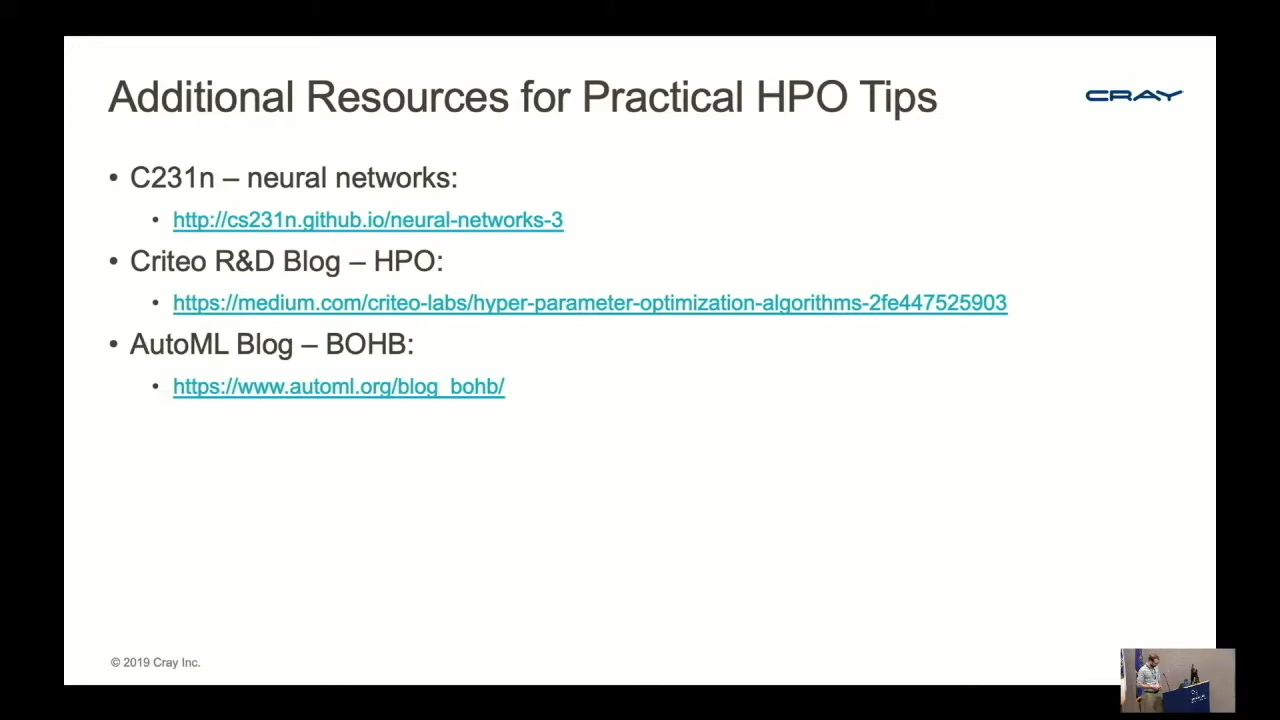 Additional Resources for Practical HPO Tips
CRAY
• C231n – neural networks:
• http://cs231n.github.io/neural-networks-3
• Criteo R&D Blog – HPO:
• https://medium.com/criteo-labs/hyper-parameter-optimization-algorithms-2fe447525903
• AutoML Blog – BOHB:
• https://www.automl.org/blog_bohb/
© 2019 Cray Inc.